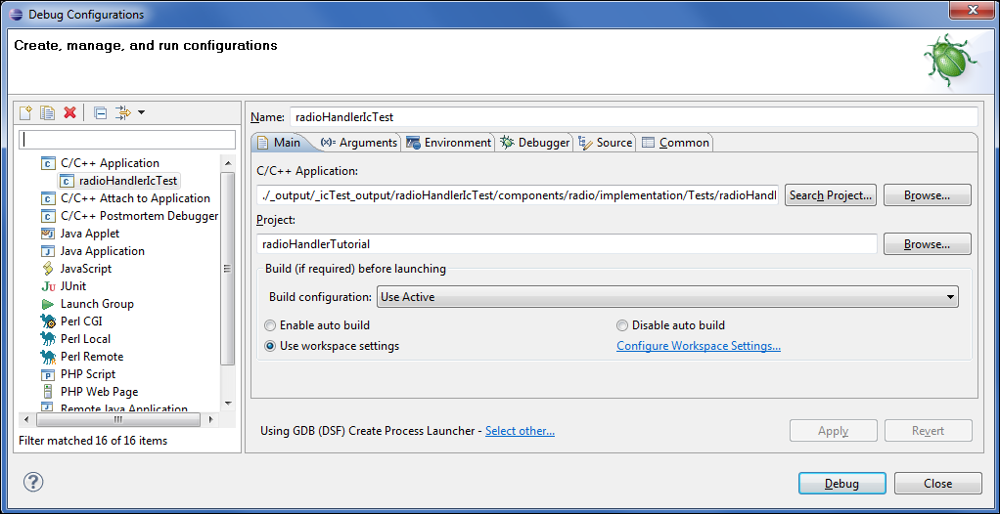 Debug Configurations
Create, manage, and run configurations
C/C++ Application
radioHandlerIcTest
C/C++ Attach to Application
C/C++ Postmortem Debugger
Java Applet
Java Application
JavaScript
JUnit
Launch Group
Perl CGI
Perl Local
Perl Remote
PHP Script
PHP Web Page
Remote Java Application
Filter matched 16 of 16 items
Name: radioHandlerIcTest
Main (x)= Arguments Environment Debugger Source Common
C/C++ Application:
./_output/_icTest_output/radioHandlerIcTest/components/radio/implementation/Tests/radioHandl Search Project... Browse...
Project:
radioHandlerTutorial Browse...
Build (if required) before launching
Build configuration: Use Active
Enable auto build Disable auto build
Use workspace settings Configure Workspace Settings...
Using GDB (DSF) Create Process Launcher - Select other... Apply Revert
? Debug Close